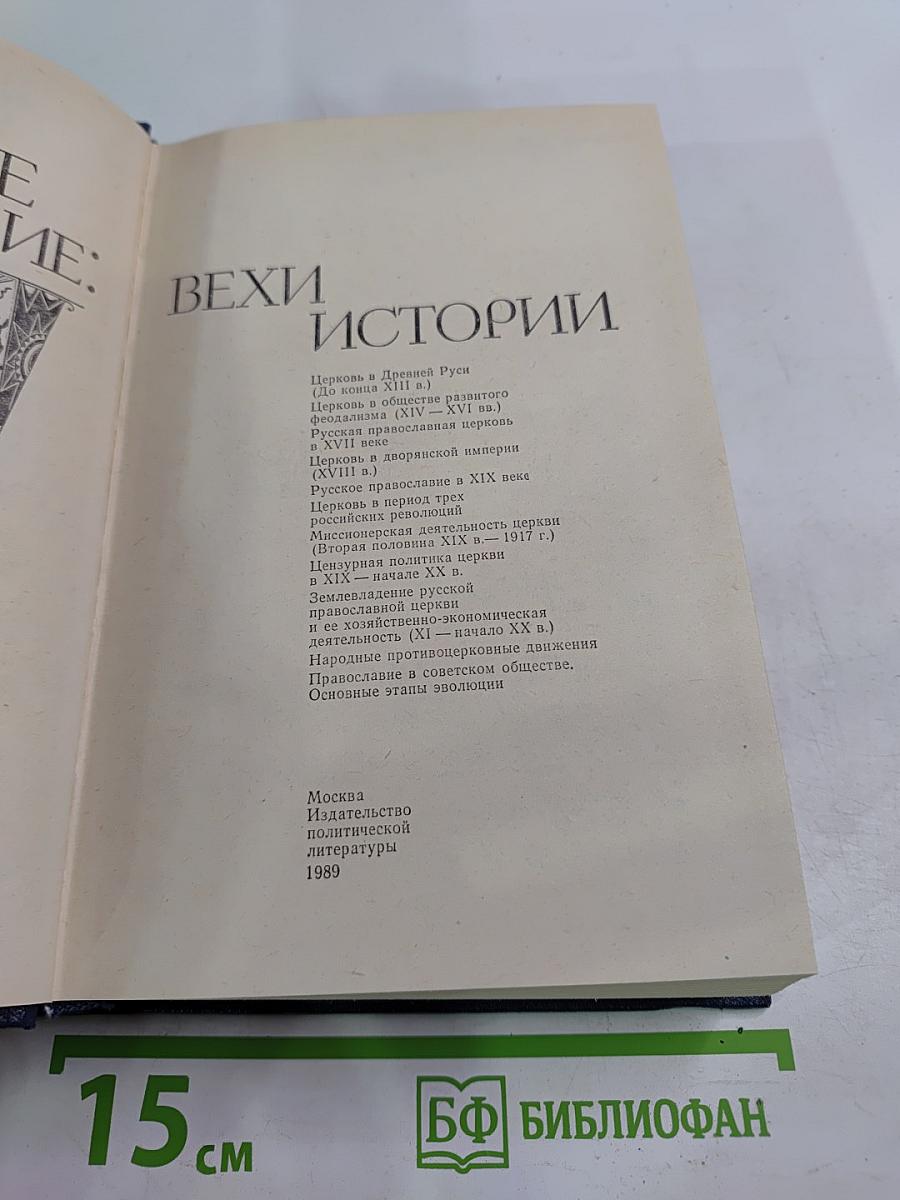 Е
ИЕ:
ВЕХИ
ИСТОРИИ
Церковь в Древней Руси
(До конца XIII в.)
Церковь в обществе развитого
феодализма (XIV — XVI вв.)
Русская православная церковь
в XVII веке
Церковь в дворянской империи
(XVIII в.)
Русское православие в XIX веке
Церковь в период трех
российских революций
Миссионерская деятельность церкви
(Вторая половина XIX в.— 1917 г.)
Цензурная политика церкви
в XIX — начале XX в.
Землевладение русской
православной церкви
и ее хозяйственно-экономическая
деятельность (XI — начало XX в.)
Народные противоцерковные движения
Православие в советском обществе.
Основные этапы эволюции
Москва
Издательство
политической
литературы
1989
15 см
БФ БИБЛИОФАН